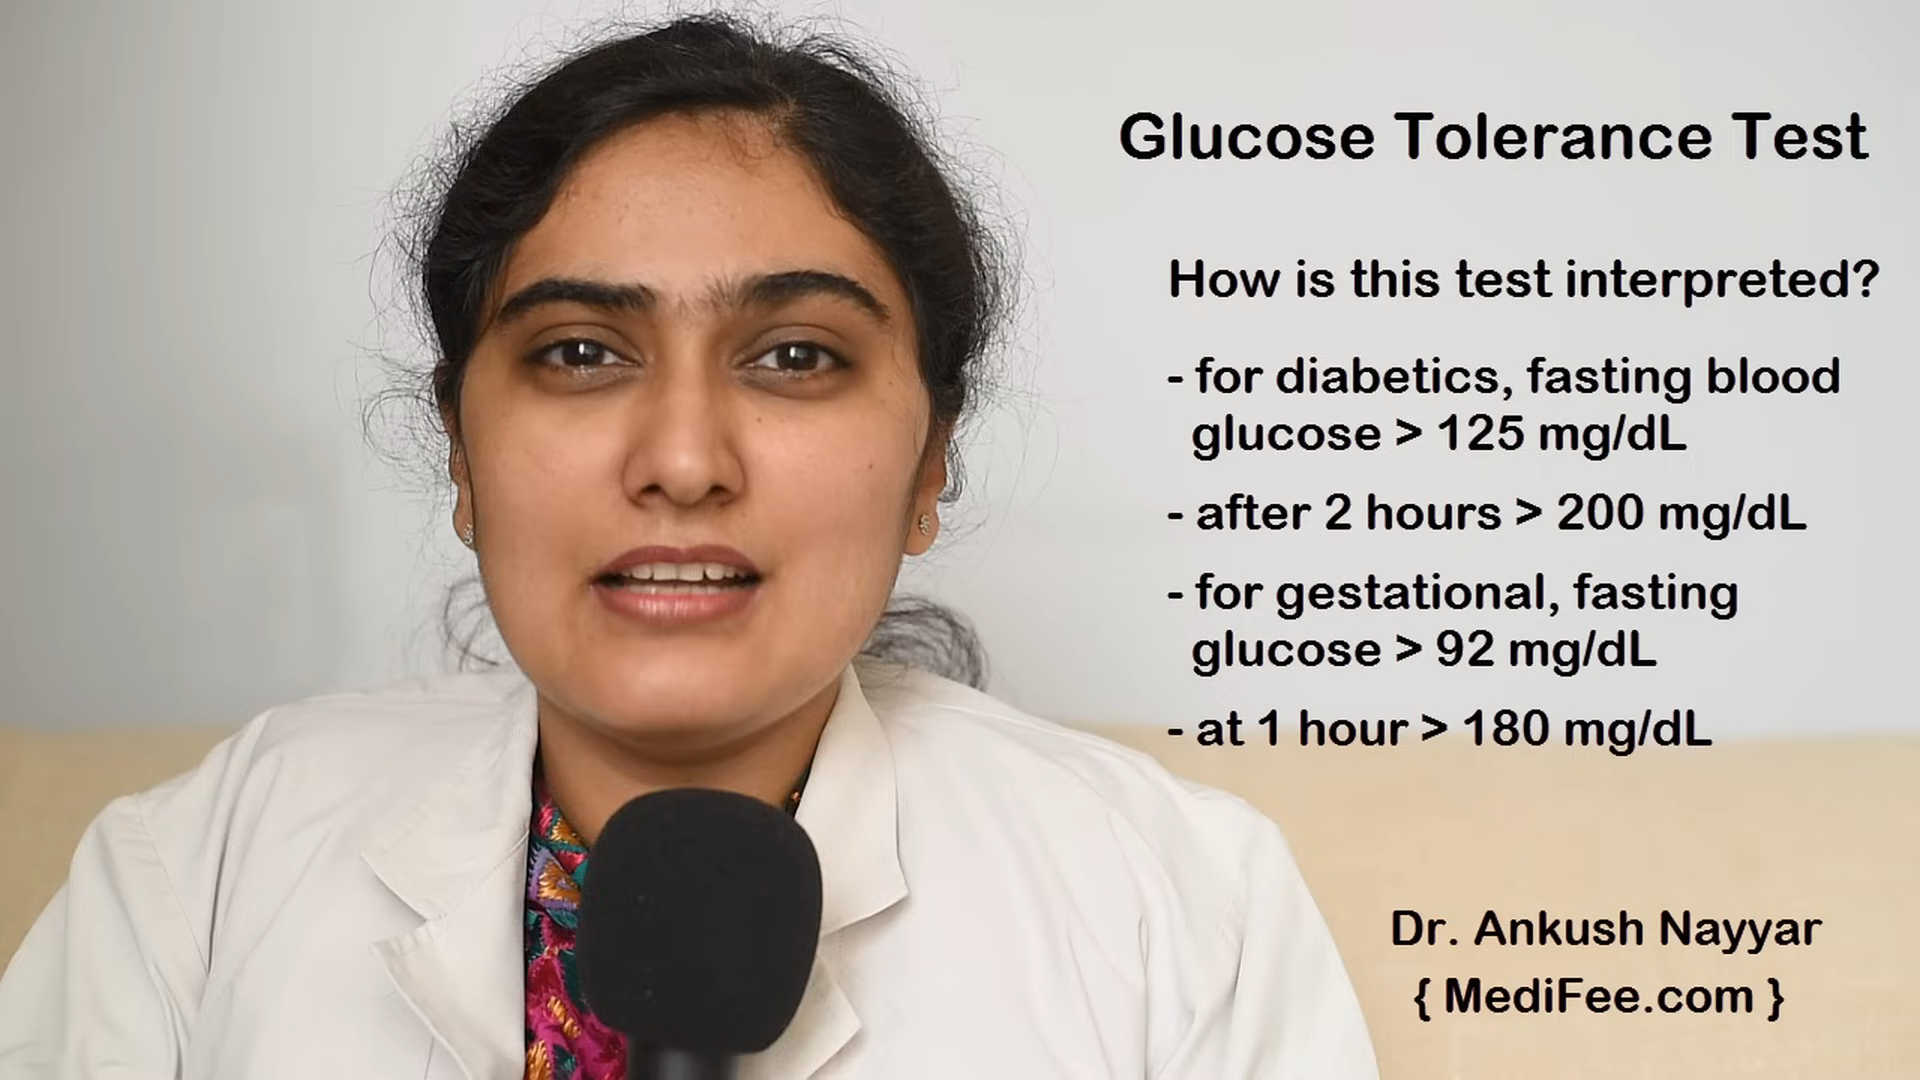 Glucose Tolerance Test
How is this test interpreted?
- for diabetics, fasting blood
glucose > 125 mg/dL
- after 2 hours > 200 mg/dL
- for gestational, fasting
glucose > 92 mg/dL
- at 1 hour > 180 mg/dL
Dr. Ankush Nayyar
{ MediFee.com }